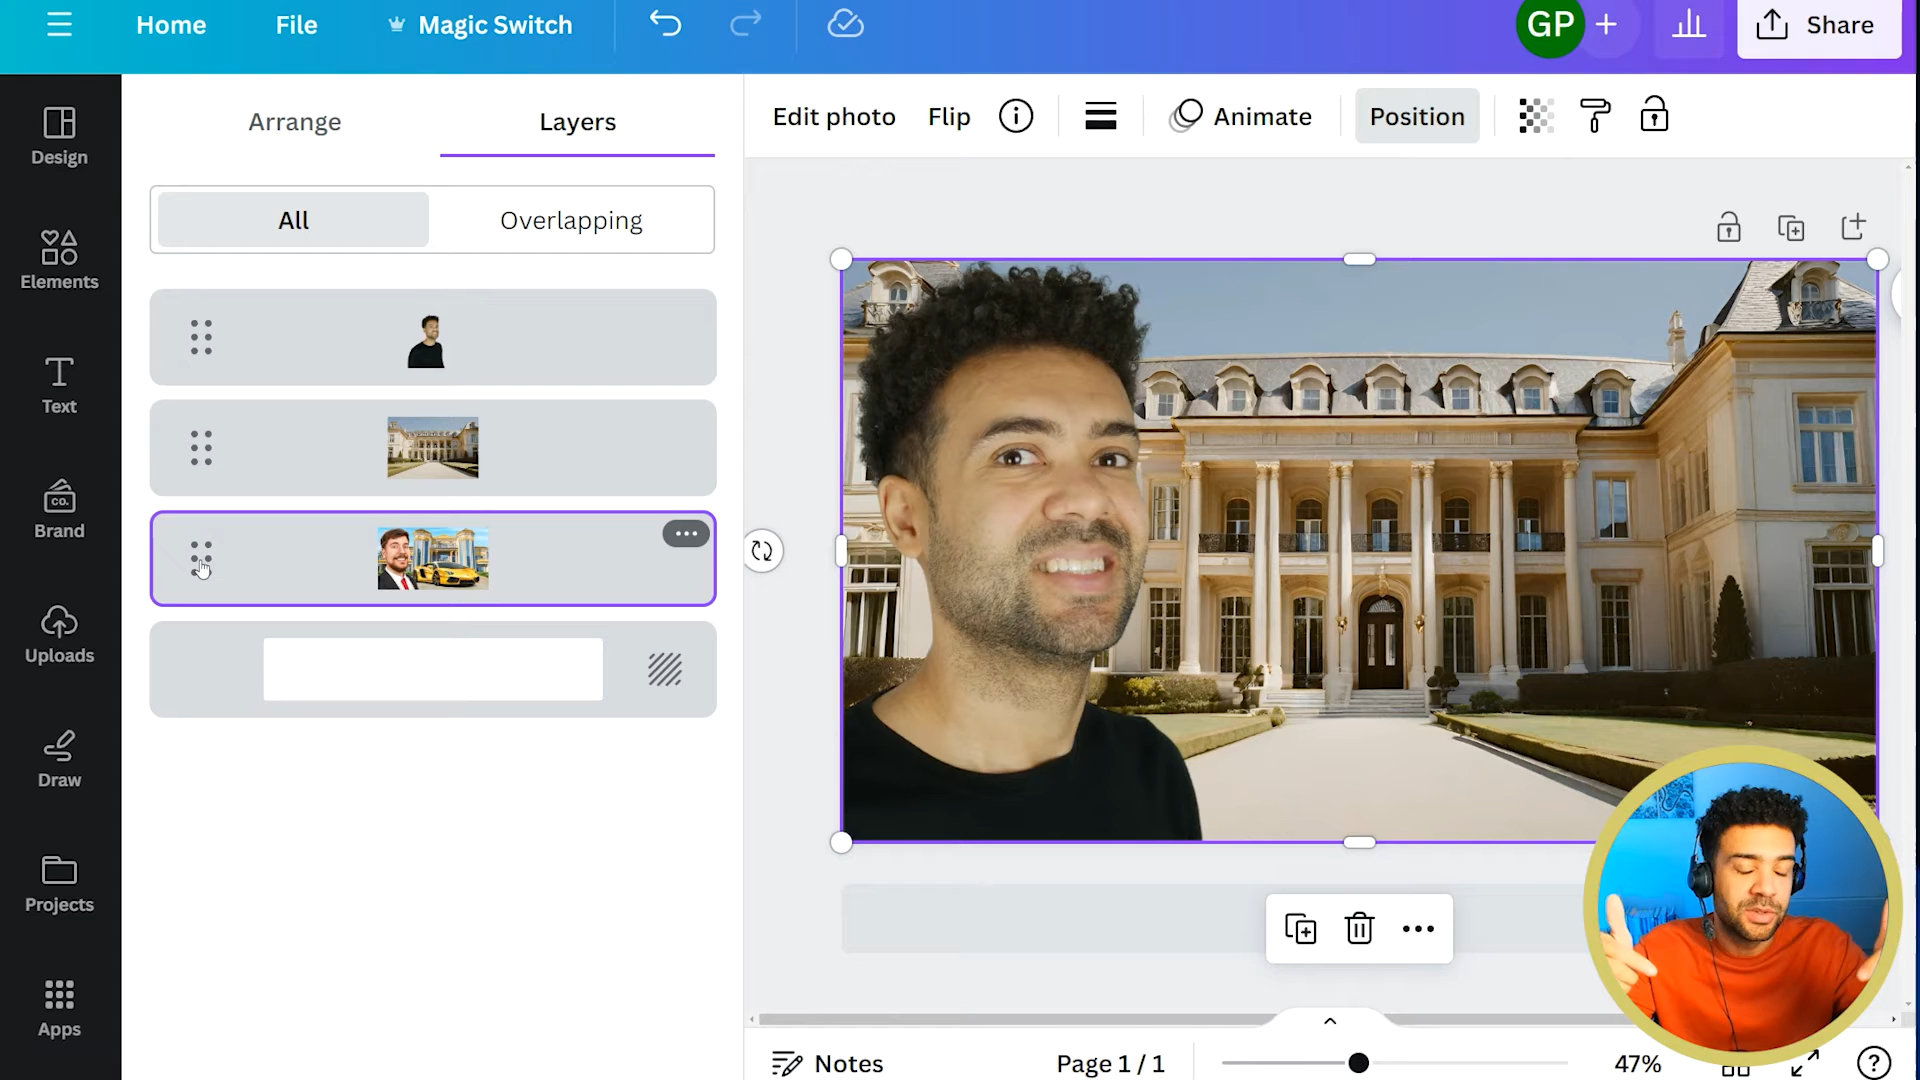 Home
File
Magic Switch
GP
Share
Design
Elements
Text
CO.
Brand
Uploads
Draw
Projects
Apps
Arrange
Layers
All
Overlapping
Edit photo
Flip
Animate
Position
Notes
Page 1 / 1
47%